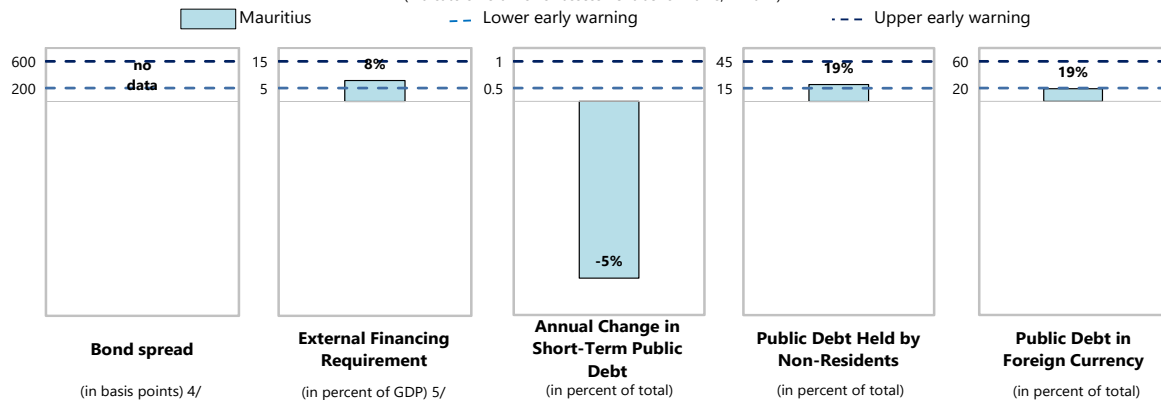 Mauritius
Lower early warning
Upper early warning
600
200
no
data
15
5
8%
1
0.5
-5%
45
15
19%
60
20
19%
Bond spread
(in basis points) 4/
External Financing
Requirement
(in percent of GDP) 5/
Annual Change in
Short-Term Public
Debt
(in percent of total)
Public Debt Held by
Non-Residents
(in percent of total)
Public Debt in
Foreign Currency
(in percent of total)